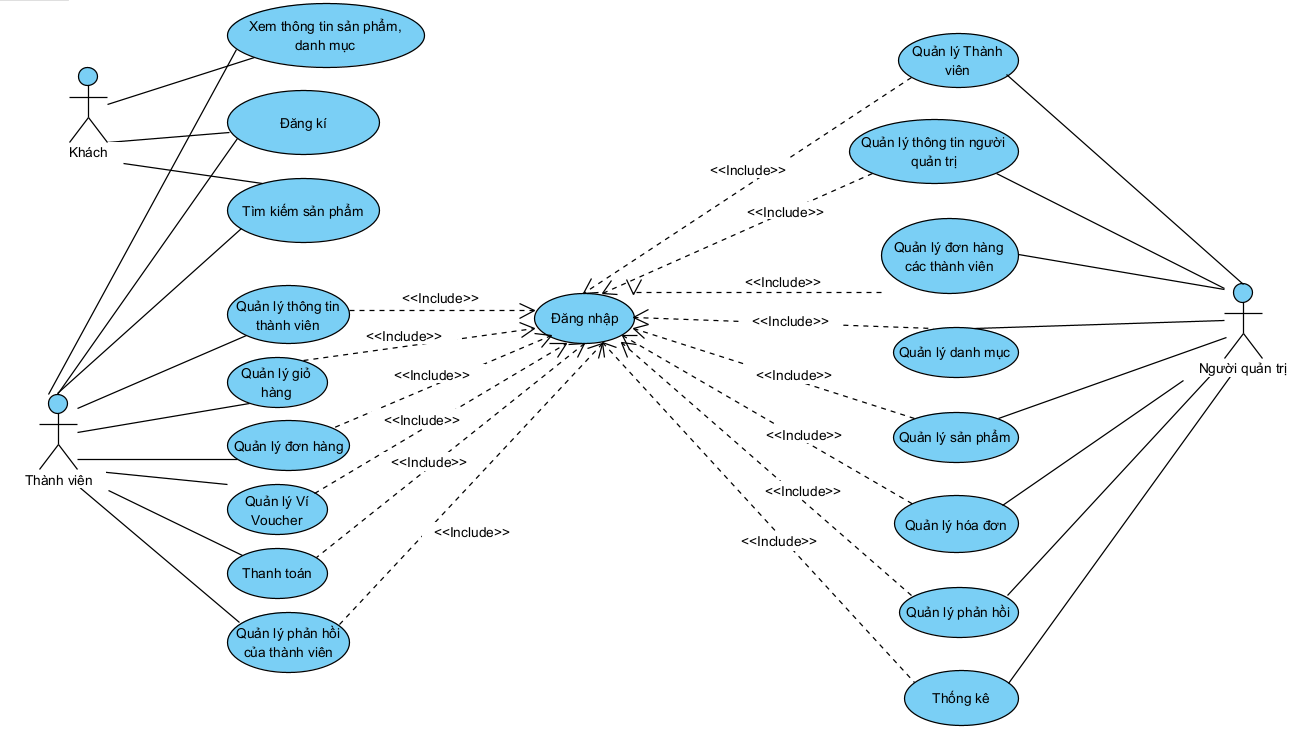 Xem thông tin sản phẩm,
danh mục
Khách
Đăng kí
Tìm kiếm sản phẩm
Quản lý thông tin
thành viên
Quản lý giỏ
hàng
Quản lý đơn hàng
Thành viên
Quản lý Ví
Voucher
Thanh toán
Quản lý phản hồi
của thành viên
<<Include>>
<<Include>>
<<Include>>
<<Include>>
<<Include>>
<<Include>>
Đăng nhập
<<Include>>
<<Include>>
<<Include>>
<<Include>>
<<Include>>
<<Include>>
<<Include>>
<<Include>>
Quản lý Thành
viên
Quản lý thông tin người
quản trị
Quản lý đơn hàng
các thành viên
Quản lý danh mục
Quản lý sản phẩm
Quản lý hóa đơn
Quản lý phản hồi
Thống kê
Người quản trị